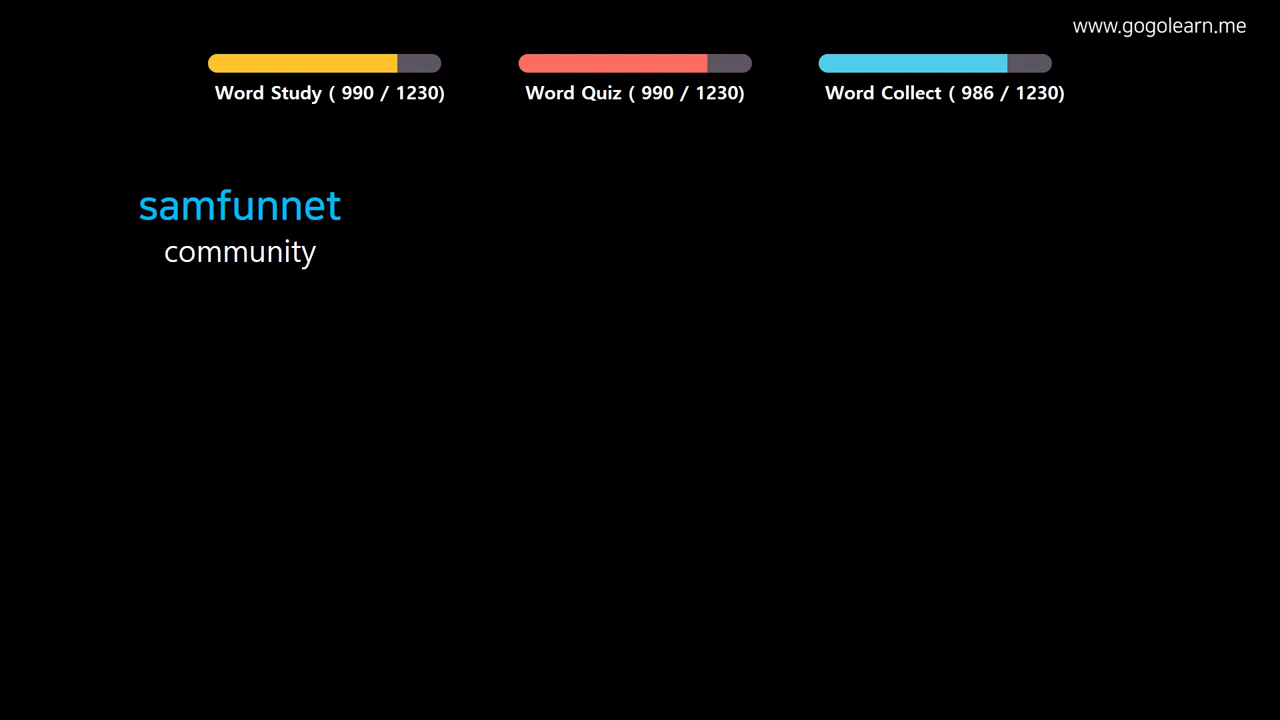 www.gogolearn.me
Word Study ( 990 / 1230)
Word Quiz ( 990 / 1230)
Word Collect ( 986 / 1230)
samfunnet
community